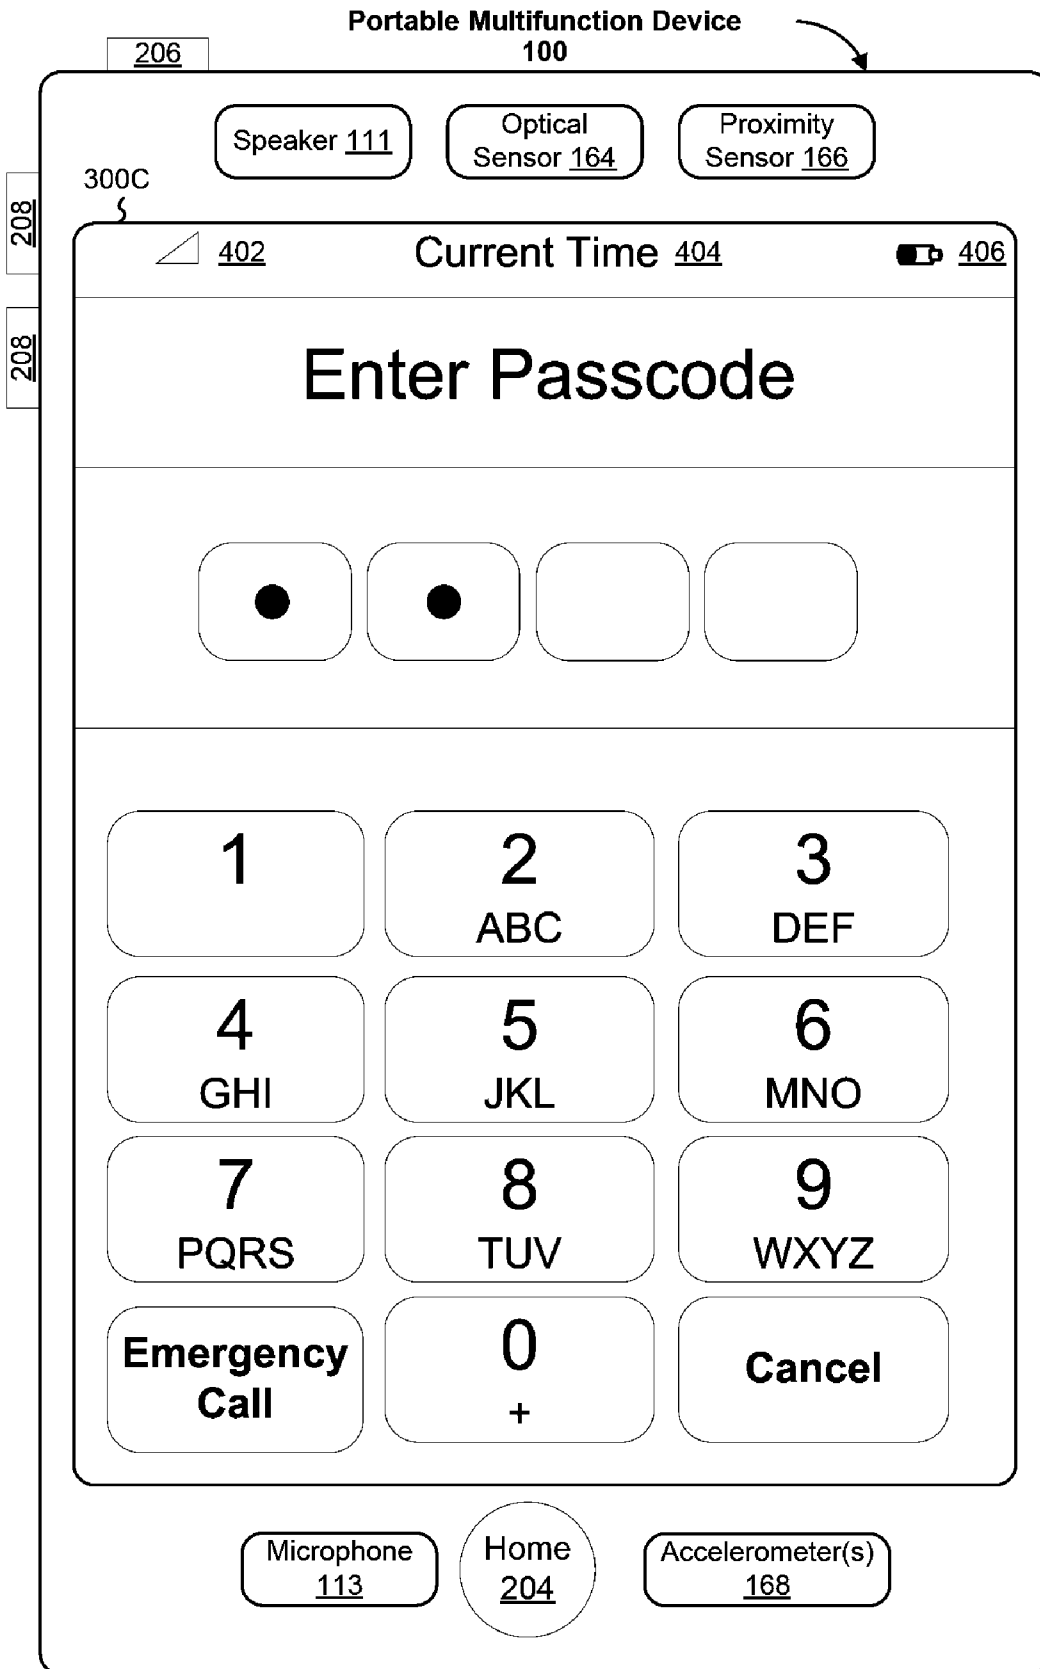 Portable Multifunction Device
100
206
Speaker 111
Optical
Sensor 164
Proximity
Sensor 166
300C
208
208
402
Current Time 404
406
Enter Passcode
1
2
ABC
3
DEF
4
GHI
5
JKL
6
MNO
7
PQRS
8
TUV
9
WXYZ
Emergency
Call
0
+
Cancel
Microphone
113
Home
204
Accelerometer(s)
168